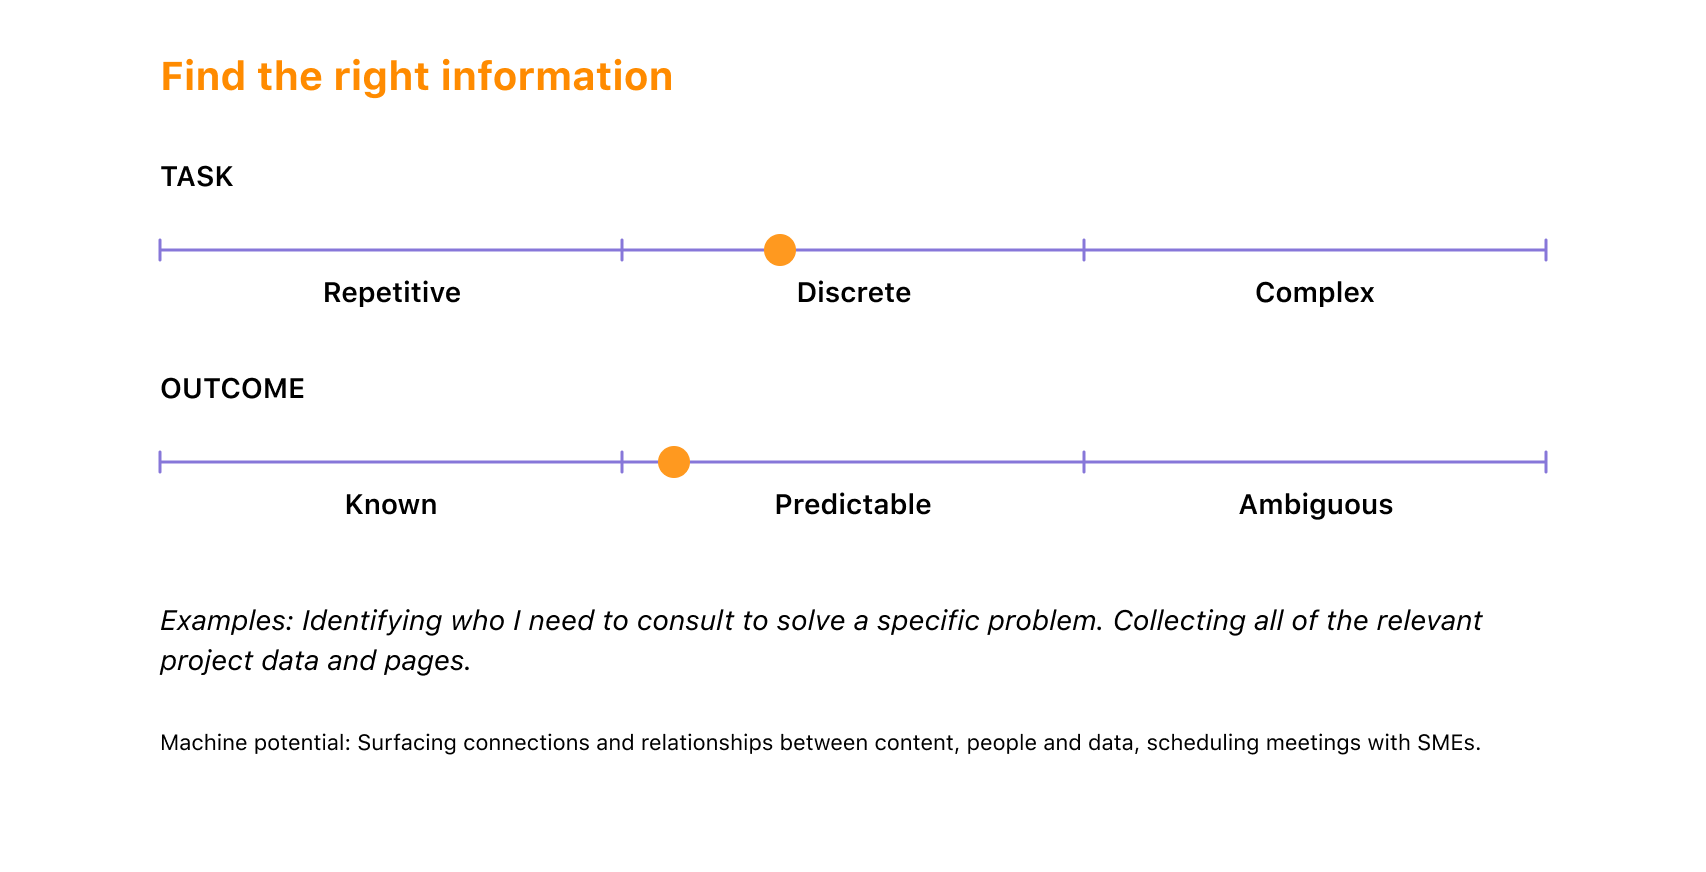 Find the right information
TASK
Repetitive Discrete Complex
OUTCOME
Known Predictable Ambiguous
Examples: Identifying who I need to consult to solve a specific problem. Collecting all of the relevant
project data and pages.
Machine potential: Surfacing connections and relationships between content, people and data, scheduling meetings with SMEs.